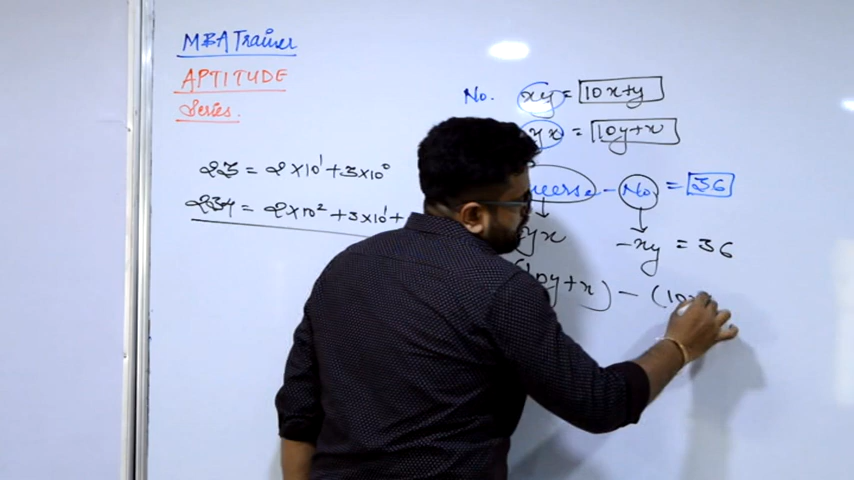 MBA Trainer
APTITUDE
Series.
23 = 2×10¹ + 3×10⁰
234 = 2×10² + 3×10¹ +
No. xy = 10x+y
yx = 10y+x
- No. = 36
yx - xy = 36
10y+x) - (10